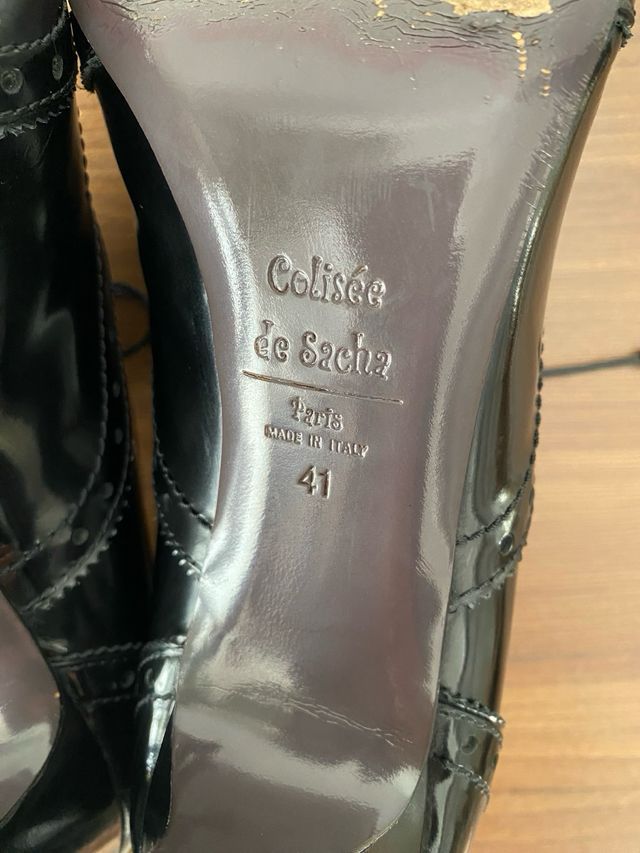 Colisée
de Sacha
Paris
MADE IN ITALY
41